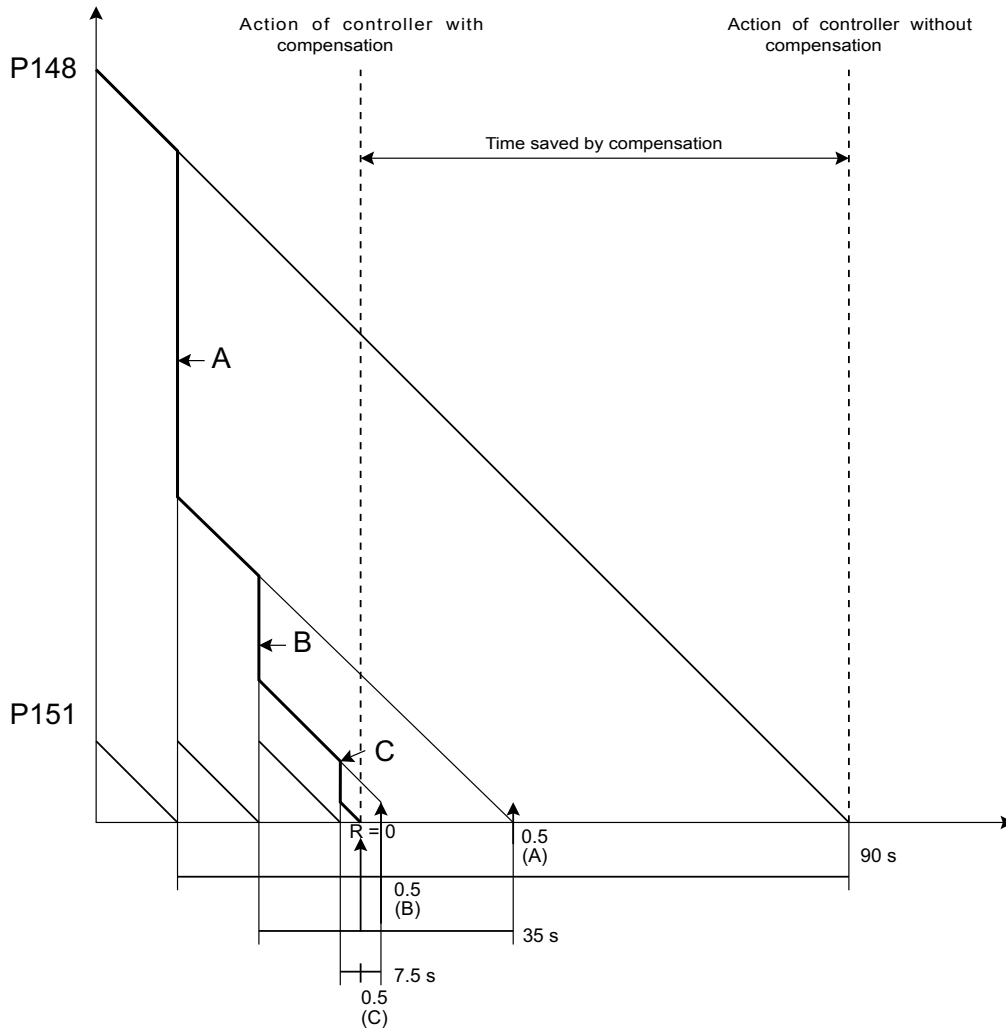 Action of controller with
compensation
Action of controller without
compensation
P148
Time saved by compensation
A
B
P151
C
R = 0
0.5
(A)
90 s
0.5
(B)
35 s
7.5 s
0.5
(C)